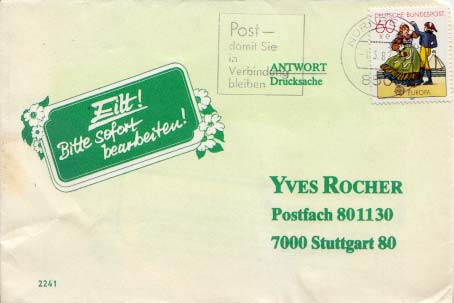 Post –
damit Sie
in
Verbindung
bleiben
ANTWORT
Drucksache
DEUTSCHE BUNDESPOST
60
EUROPA
Eilt!
Bitte sofort
bearbeiten!
YVES ROCHER
Postfach 801130
7000 Stuttgart 80
2241